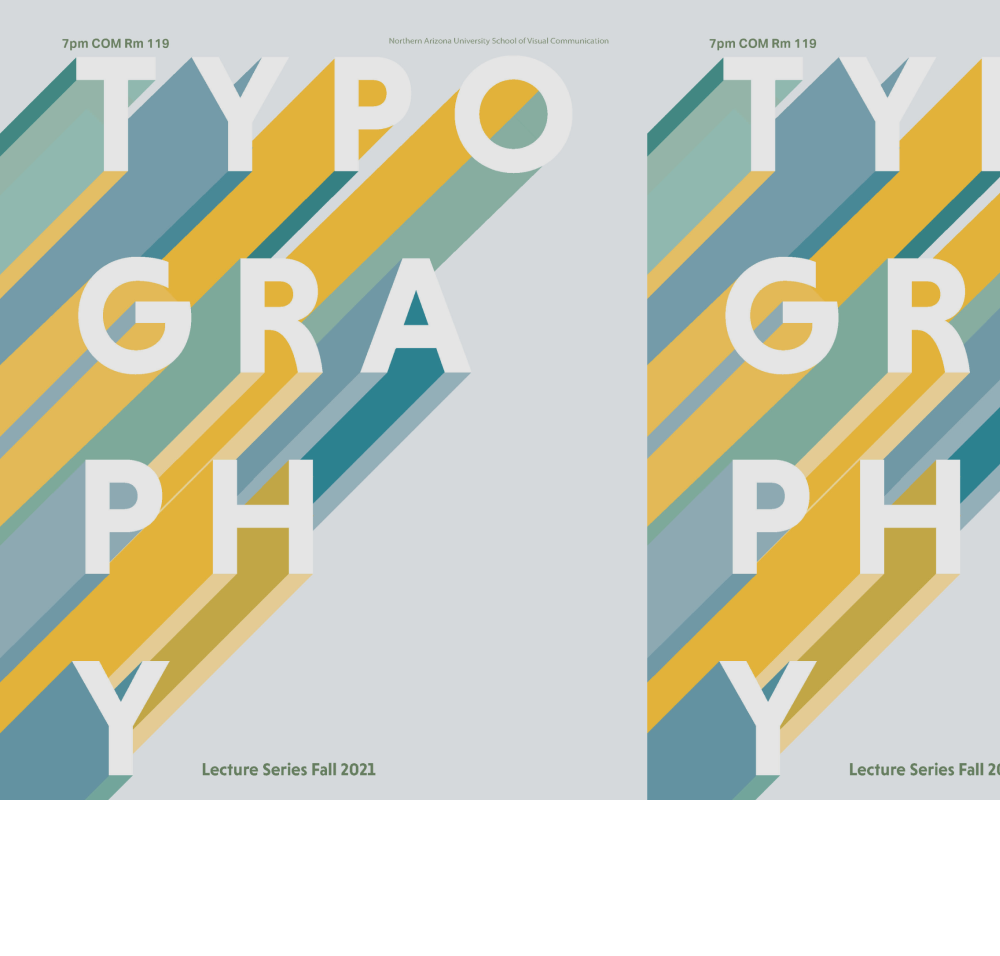 7pm COM Rm 119
Northern Arizona University School of Visual Communication
TYPO
GRA
PH
Y
Lecture Series Fall 2021
7pm COM Rm 119
TY
GR
PH
Y
Lecture Series Fall